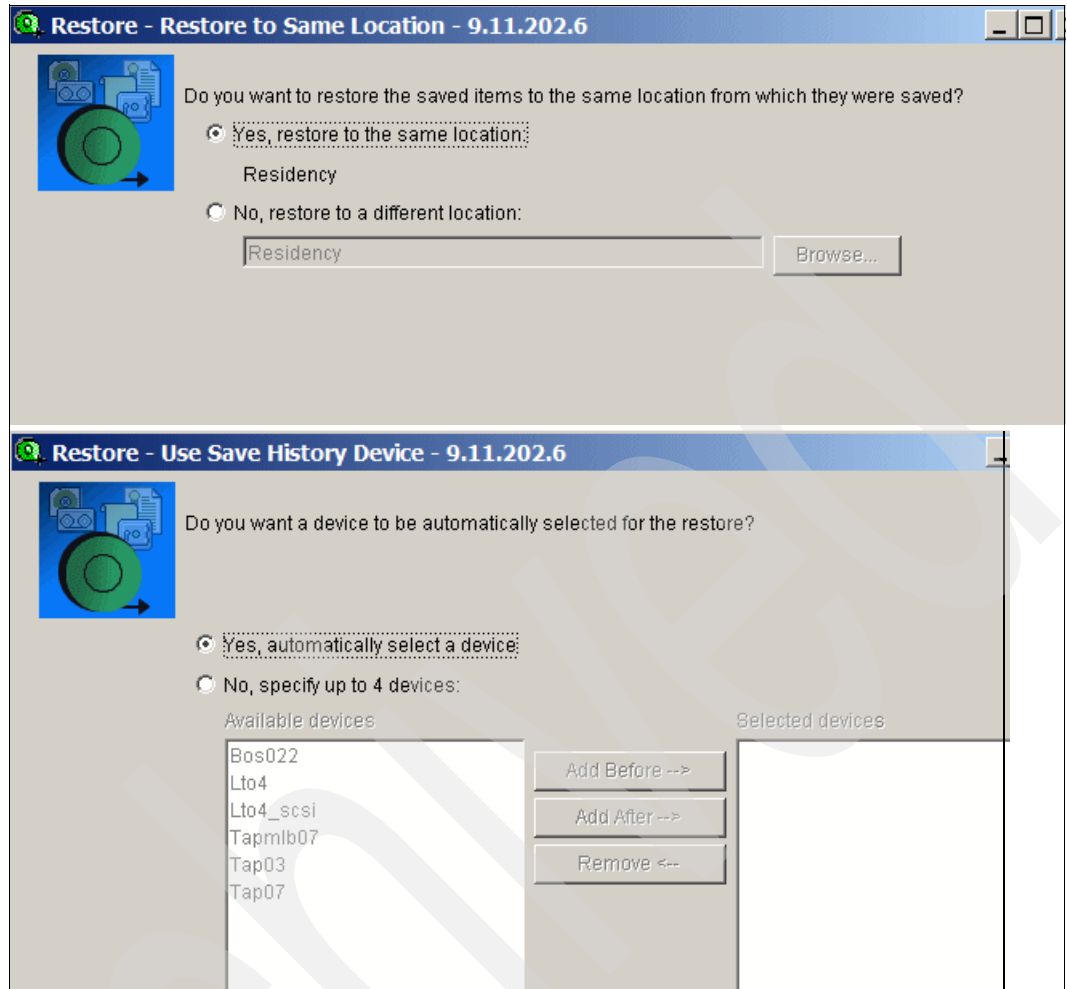 Restore - Restore to Same Location - 9.11.202.6
Do you want to restore the saved items to the same location from which they were saved?
Yes, restore to the same location:
Residency
No, restore to a different location:
Residency Browse...
Restore - Use Save History Device - 9.11.202.6
Do you want a device to be automatically selected for the restore?
Yes, automatically select a device
No, specify up to 4 devices:
Available devices Selected devices
Bos022
Add Before -->
Lto4
Lto4_scsi
Add After -->
Tapmlb07
Tap03
Remove <--
Tap07